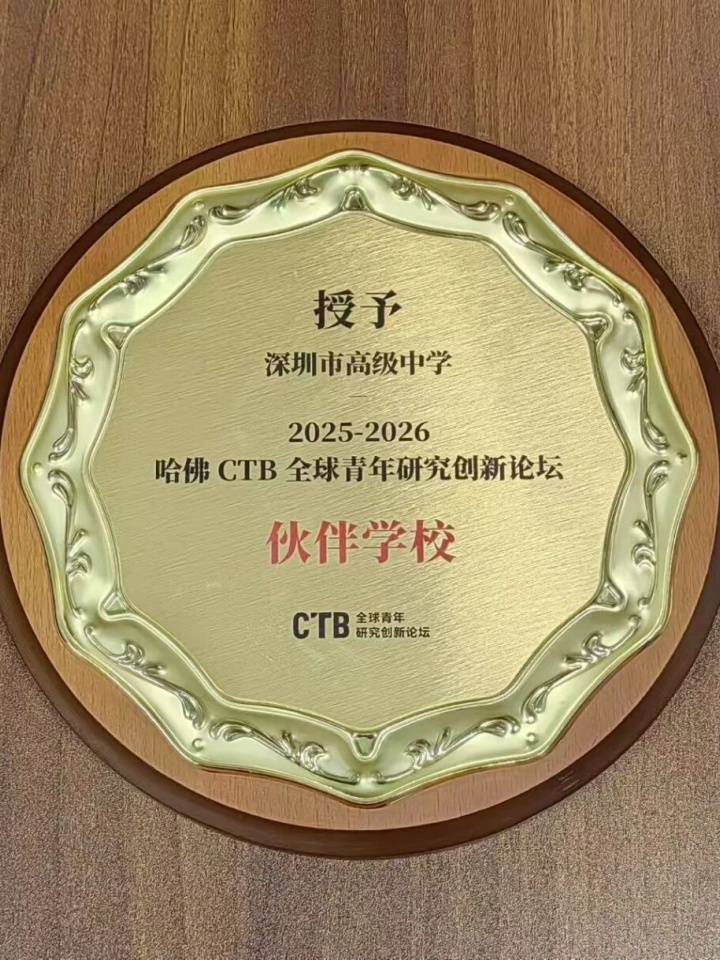 授予
深圳市高级中学
2025-2026
哈佛 CTB 全球青年研究创新论坛
伙伴学校
CTB 全球青年
研究创新论坛